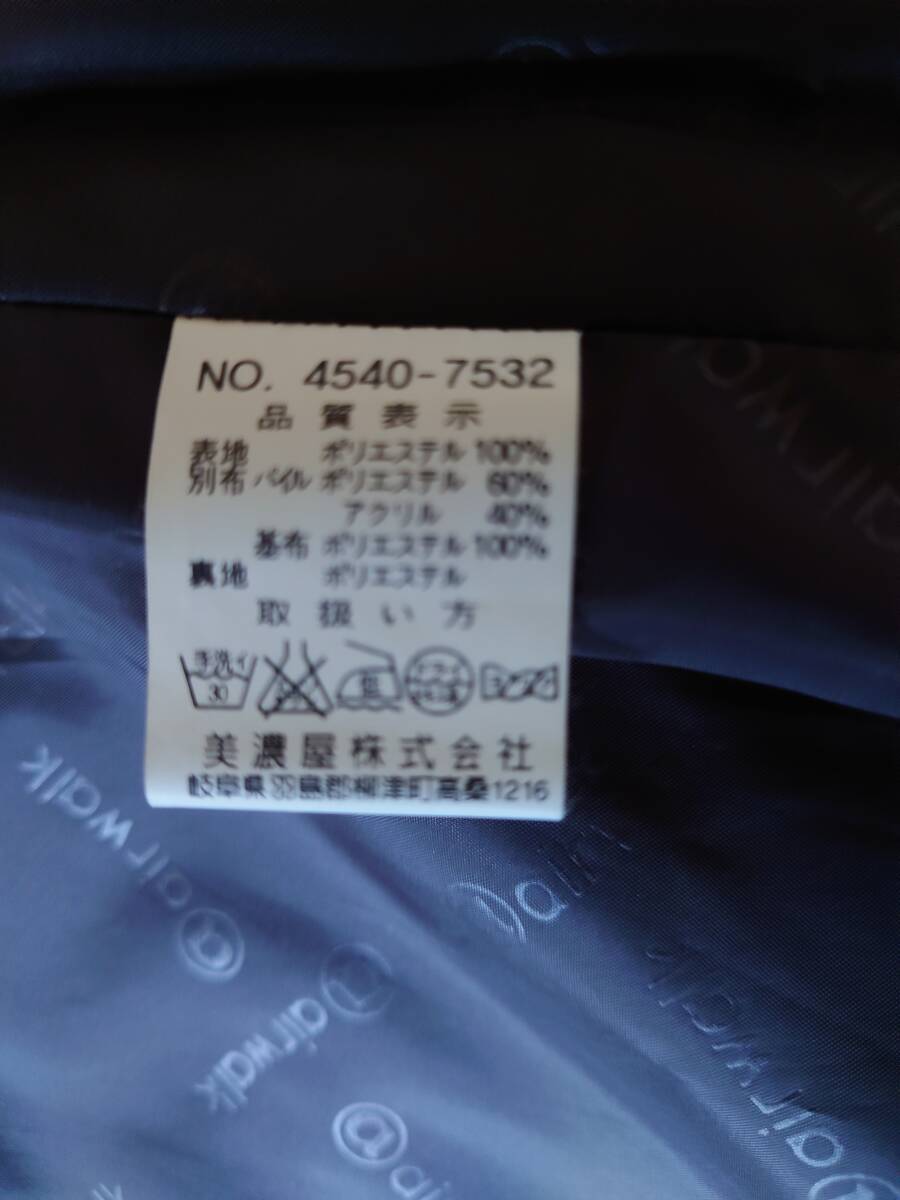 NO. 4540-7532
品質表示
表地 ポリエステル 100%
別布 パイル ポリエステル 60%
アクリル 40%
基布 ポリエステル 100%
裏地 ポリエステル
取扱い方
手洗イ
30
美濃屋株式会社
岐阜県羽島郡柳津町高桑1216
airwalk
airwalk
airwalk